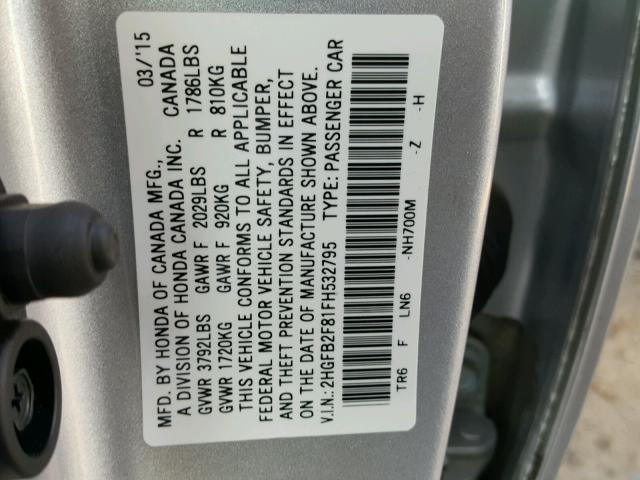 MFD. BY HONDA OF CANADA MFG., 03/15
A DIVISION OF HONDA CANADA INC. CANADA
GVWR 3792LBS GAWR F 2029LBS R 1786LBS
GVWR 1720KG GAWR F 920KG R 810KG
THIS VEHICLE CONFORMS TO ALL APPLICABLE
FEDERAL MOTOR VEHICLE SAFETY, BUMPER,
AND THEFT PREVENTION STANDARDS IN EFFECT
ON THE DATE OF MANUFACTURE SHOWN ABOVE.
V.I.N.: 2HGFB2F81FH532795 TYPE: PASSENGER CAR
TR6 F LN6 -NH700M -Z -H